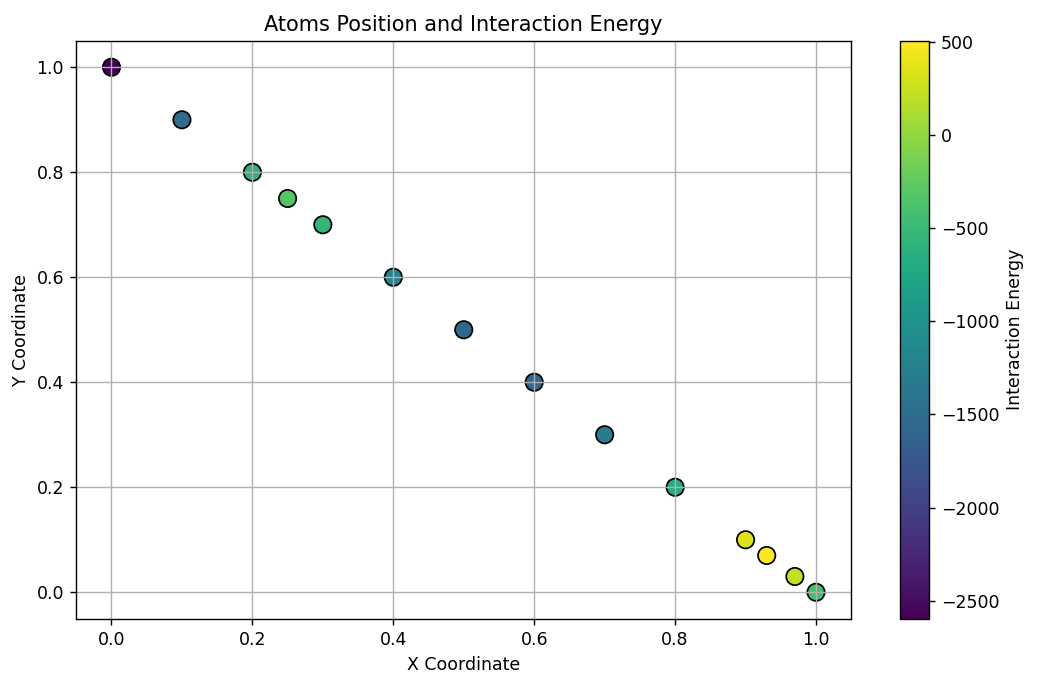 Atoms Position and Interaction Energy
1.0
0.8
0.6
0.4
0.2
0.0
Y Coordinate
0.0 0.2 0.4 0.6 0.8 1.0
X Coordinate
500
0
−500
−1000
−1500
−2000
−2500
Interaction Energy